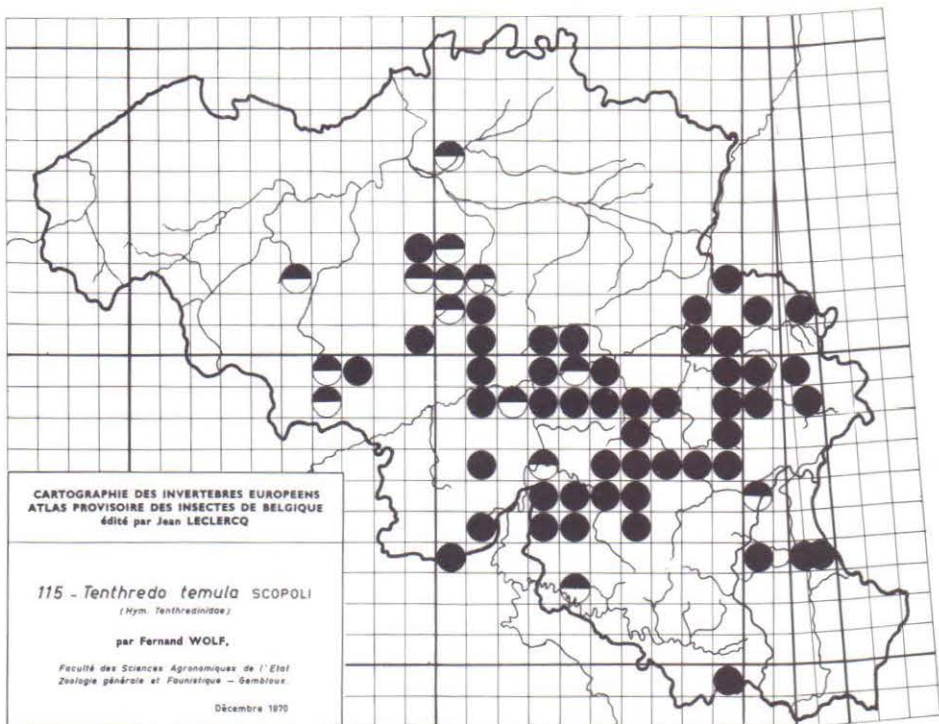 CARTOGRAPHIE DES INVERTEBRES EUROPEENS
ATLAS PROVISOIRE DES INSECTES DE BELGIQUE
édité par Jean LECLERCQ
115 - Tenthredo temula SCOPOLI
(Hym. Tenthredinidae)
par Fernand WOLF,
Faculté des Sciences Agronomiques de l'Etat
Zoologie générale et Faunistique - Gembloux.
Décembre 1970